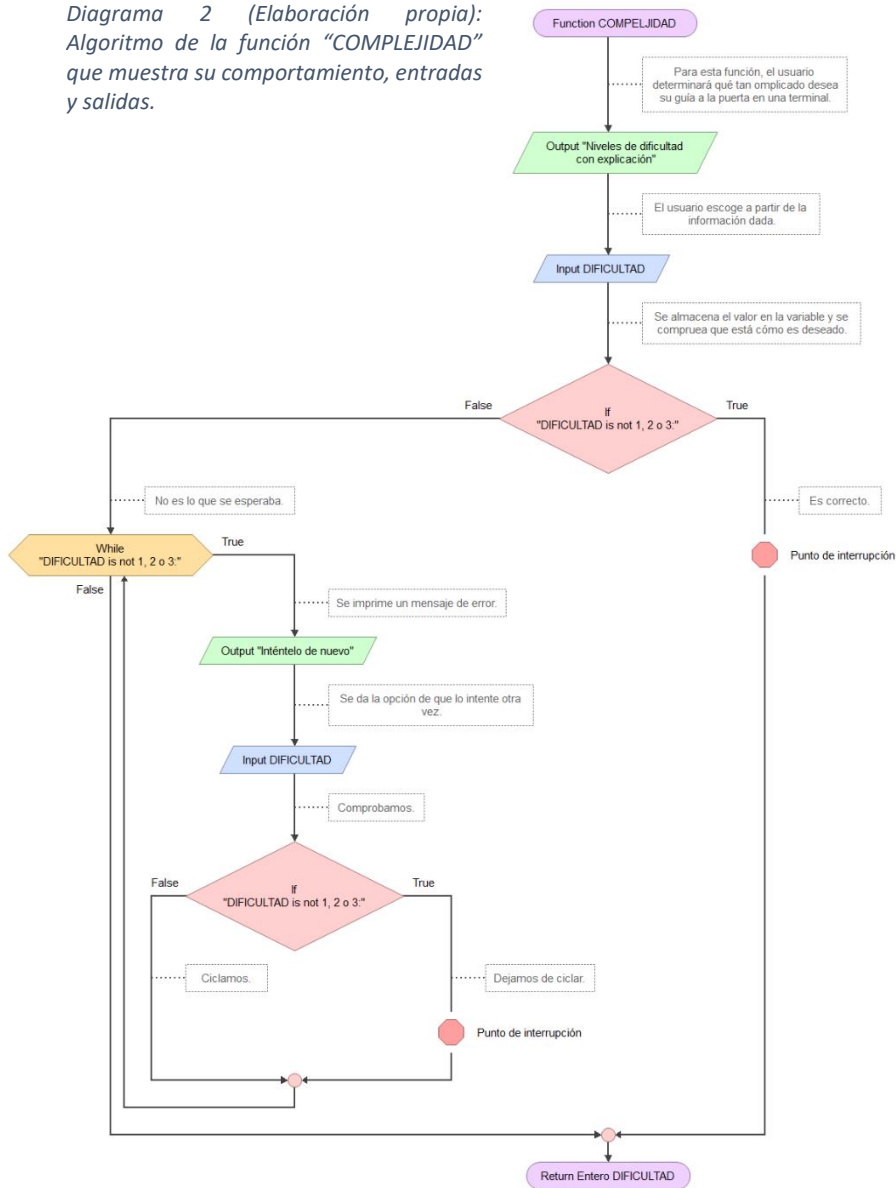 Diagrama 2 (Elaboración propia):
Algoritmo de la función “COMPLEJIDAD”
que muestra su comportamiento, entradas
y salidas.
Function COMPELJIDAD
Para esta función, el usuario
determinará qué tan omplicado desea
su guía a la puerta en una terminal.
Output "Niveles de dificultad
con explicación"
El usuario escoge a partir de la
información dada.
Input DIFICULTAD
Se almacena el valor en la variable y se
compruea que está cómo es deseado.
False
True
If
"DIFICULTAD is not 1, 2 o 3:"
No es lo que se esperaba.
Es correcto.
While
"DIFICULTAD is not 1, 2 o 3:"
True
False
Punto de interrupción
Se imprime un mensaje de error.
Output "Inténtelo de nuevo"
Se da la opción de que lo intente otra
vez.
Input DIFICULTAD
Comprobamos.
False
True
If
"DIFICULTAD is not 1, 2 o 3:"
Ciclamos.
Dejamos de ciclar.
Punto de interrupción
Return Entero DIFICULTAD